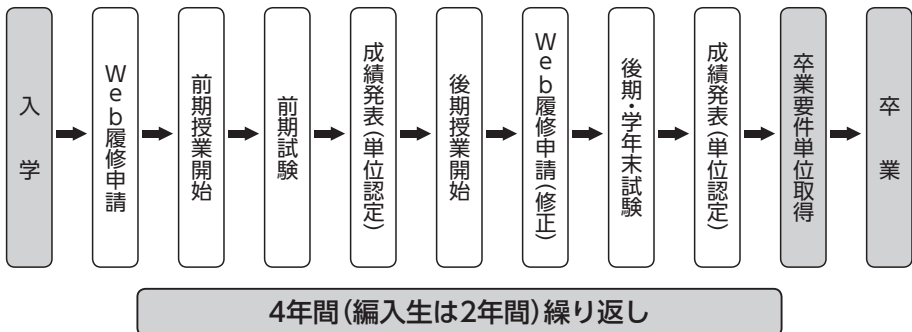 入学
Web履修申請
前期授業開始
前期試験
成績発表(単位認定)
後期授業開始
Web履修申請(修正)
後期・学年末試験
成績発表(単位認定)
卒業要件単位取得
卒業
4年間(編入生は2年間)繰り返し